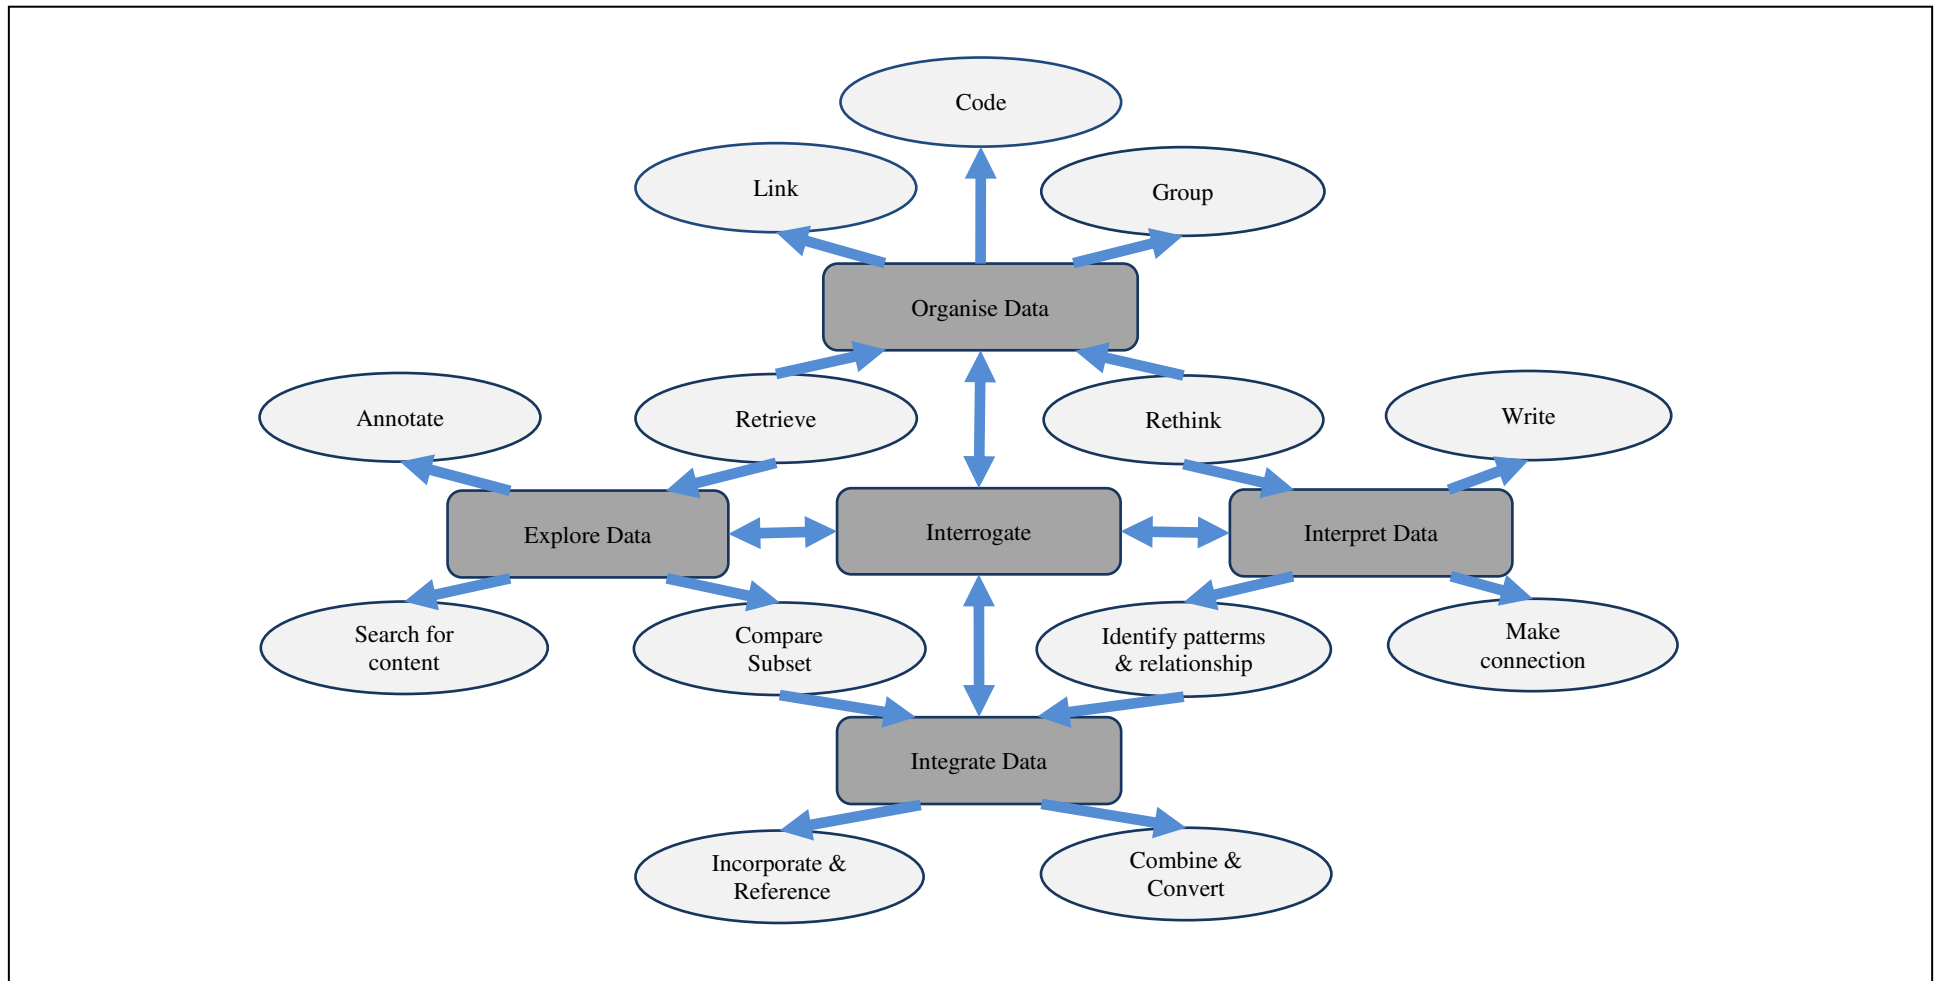 Code
Link
Group
Organise Data
Annotate
Retrieve
Rethink
Write
Explore Data
Interrogate
Interpret Data
Search for
content
Compare
Subset
Identify patterms
& relationship
Make
connection
Integrate Data
Incorporate &
Reference
Combine &
Convert